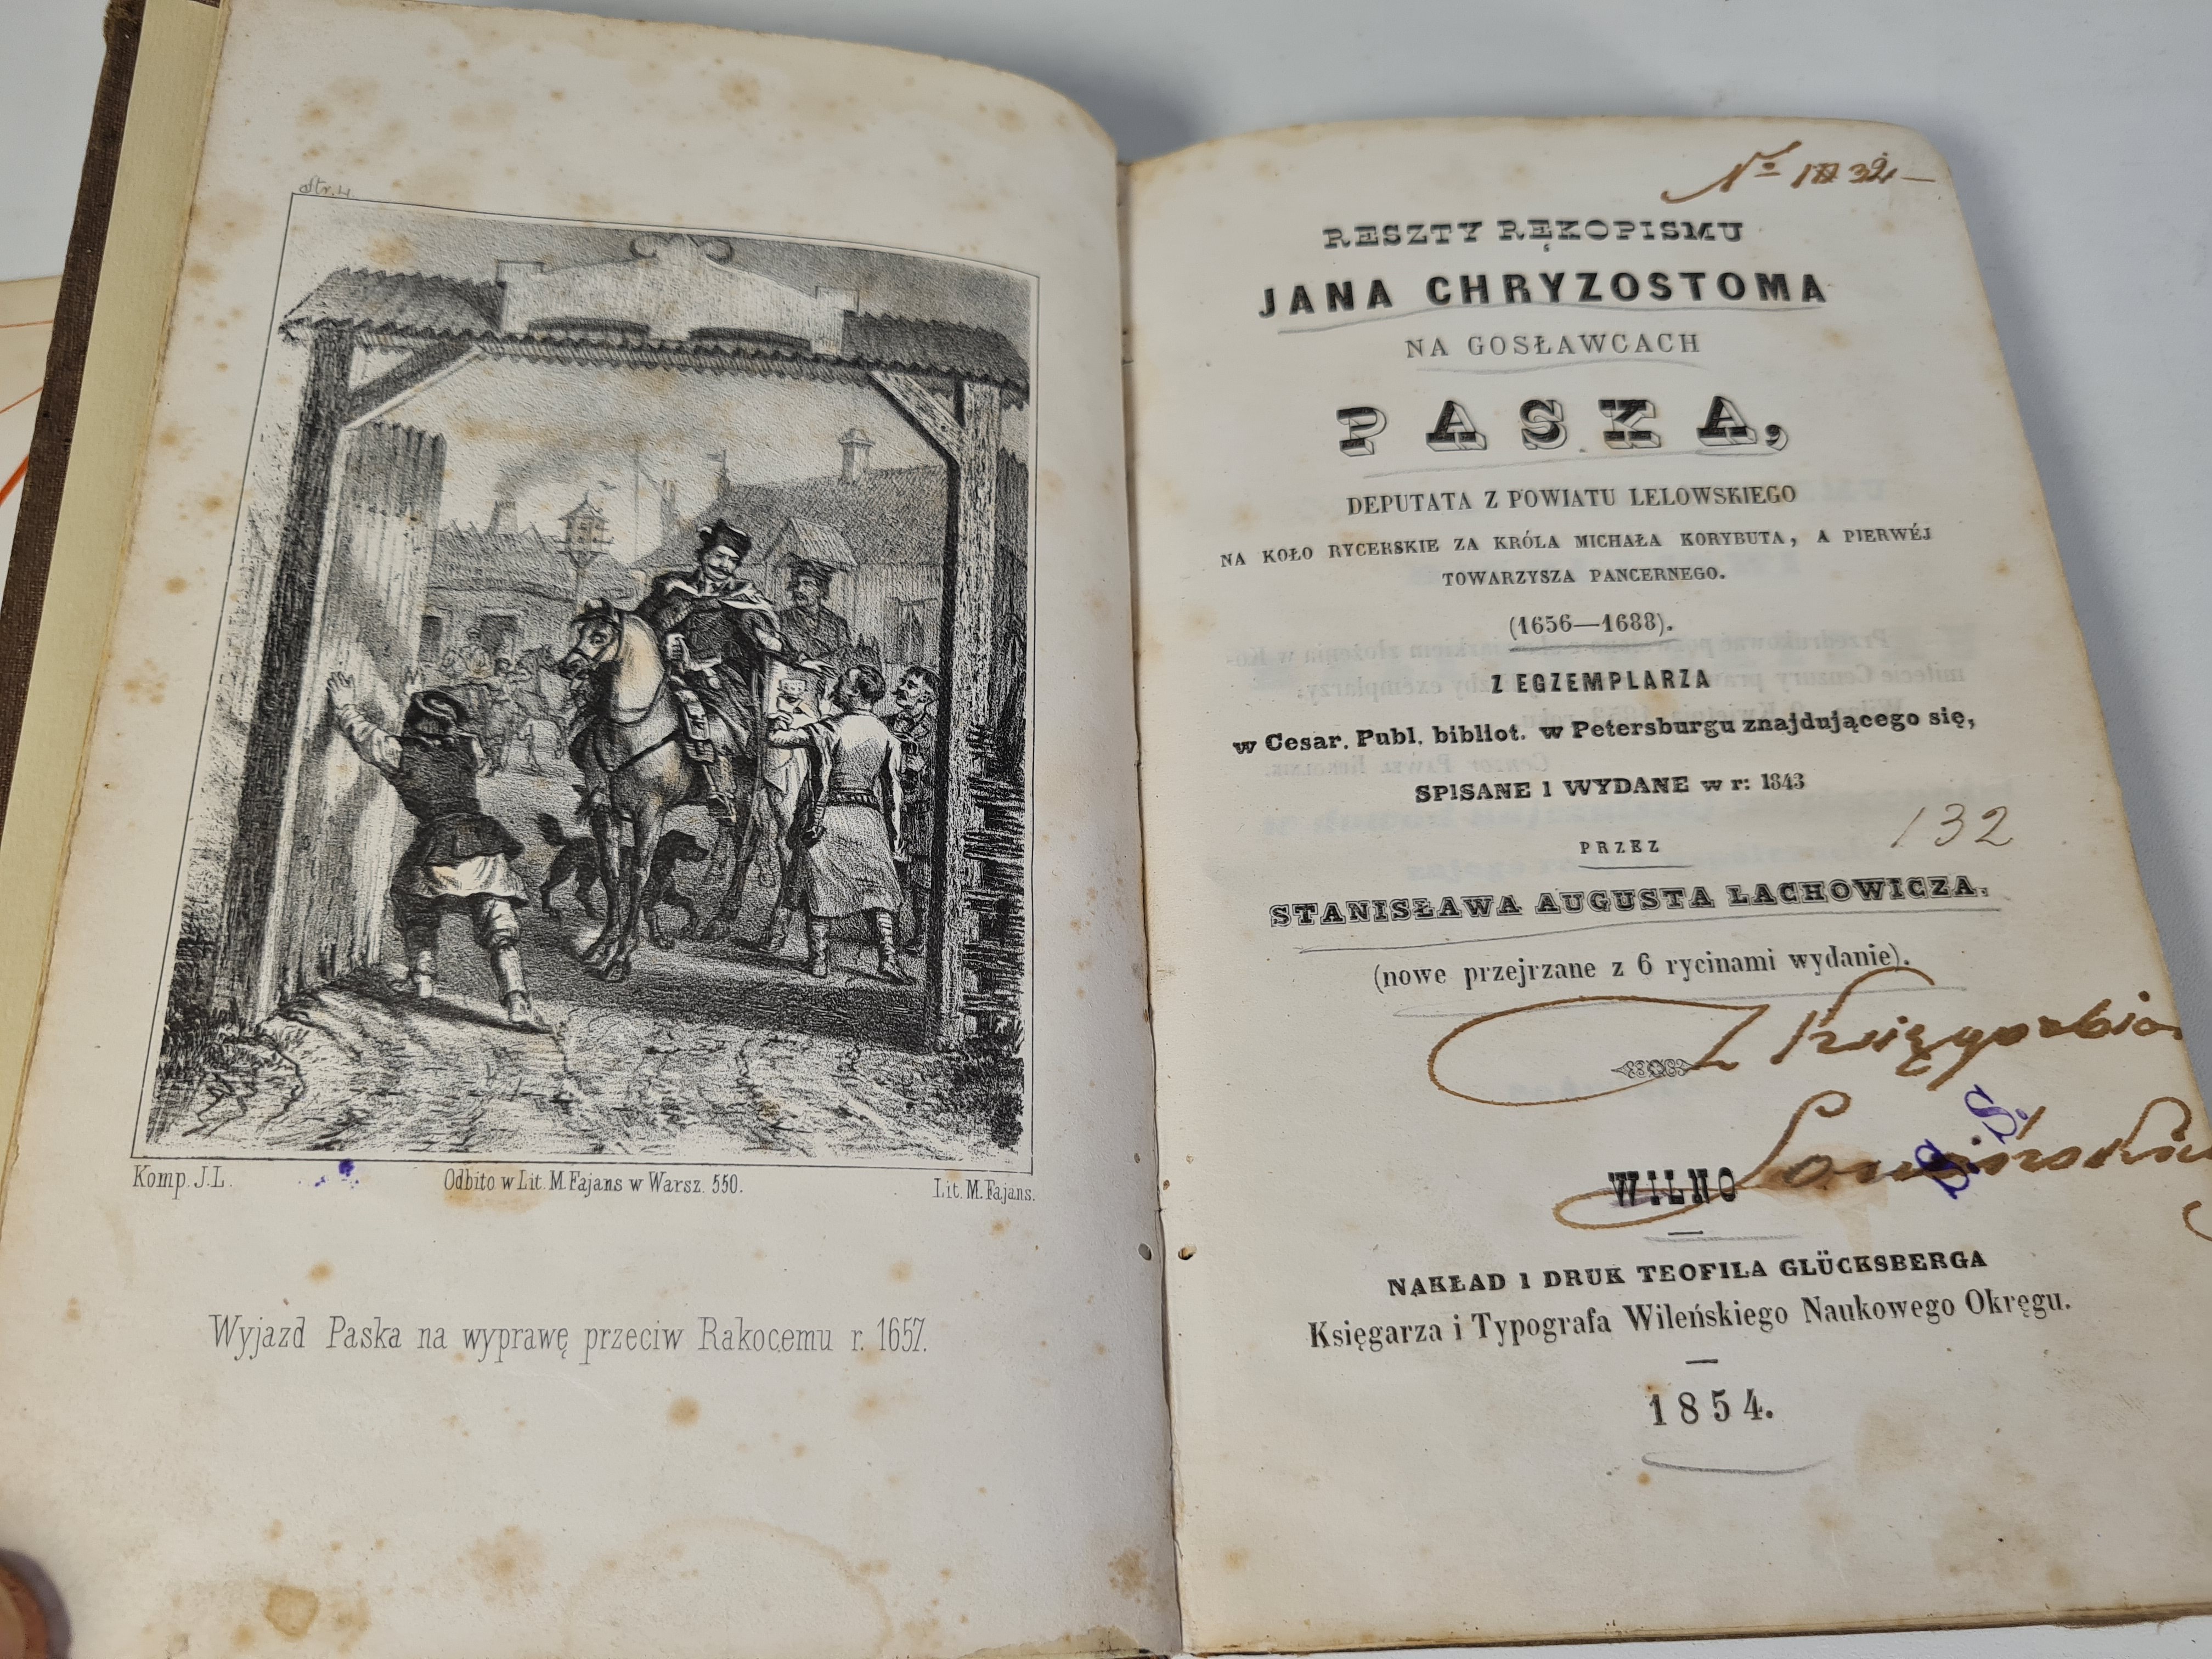 Str. 4.
Komp. J. L.
Odbito w Lit. M. Fajans w Warsz. 550.
Lit. M. Fajans.
Wyjazd Paska na wyprawę przeciw Rakocemu r. 1657.
No 132
RESZTY RĘKOPISMU
JANA CHRYZOSTOMA
NA GOSŁAWCACH
PASKA,
DEPUTATA Z POWIATU LELOWSKIEGO
NA KOŁO RYCERSKIE ZA KRÓLA MICHAŁA KORYBUTA, A PIERWÉJ
TOWARZYSZA PANCERNEGO.
(1656—1688).
Z EGZEMPLARZA
w Cesar. Publ. bibliot. w Petersburgu znajdującego się,
SPISANE I WYDANE w r: 1843
132
PRZEZ
STANISŁAWA AUGUSTA LACHOWICZA,
(nowe przejrzane z 6 rycinami wydanie).
Z
S. S.
WILNO
NAKŁAD I DRUK TEOFILA GLÜCKSBERGA
Księgarza i Typografa Wileńskiego Naukowego Okręgu.
1854.